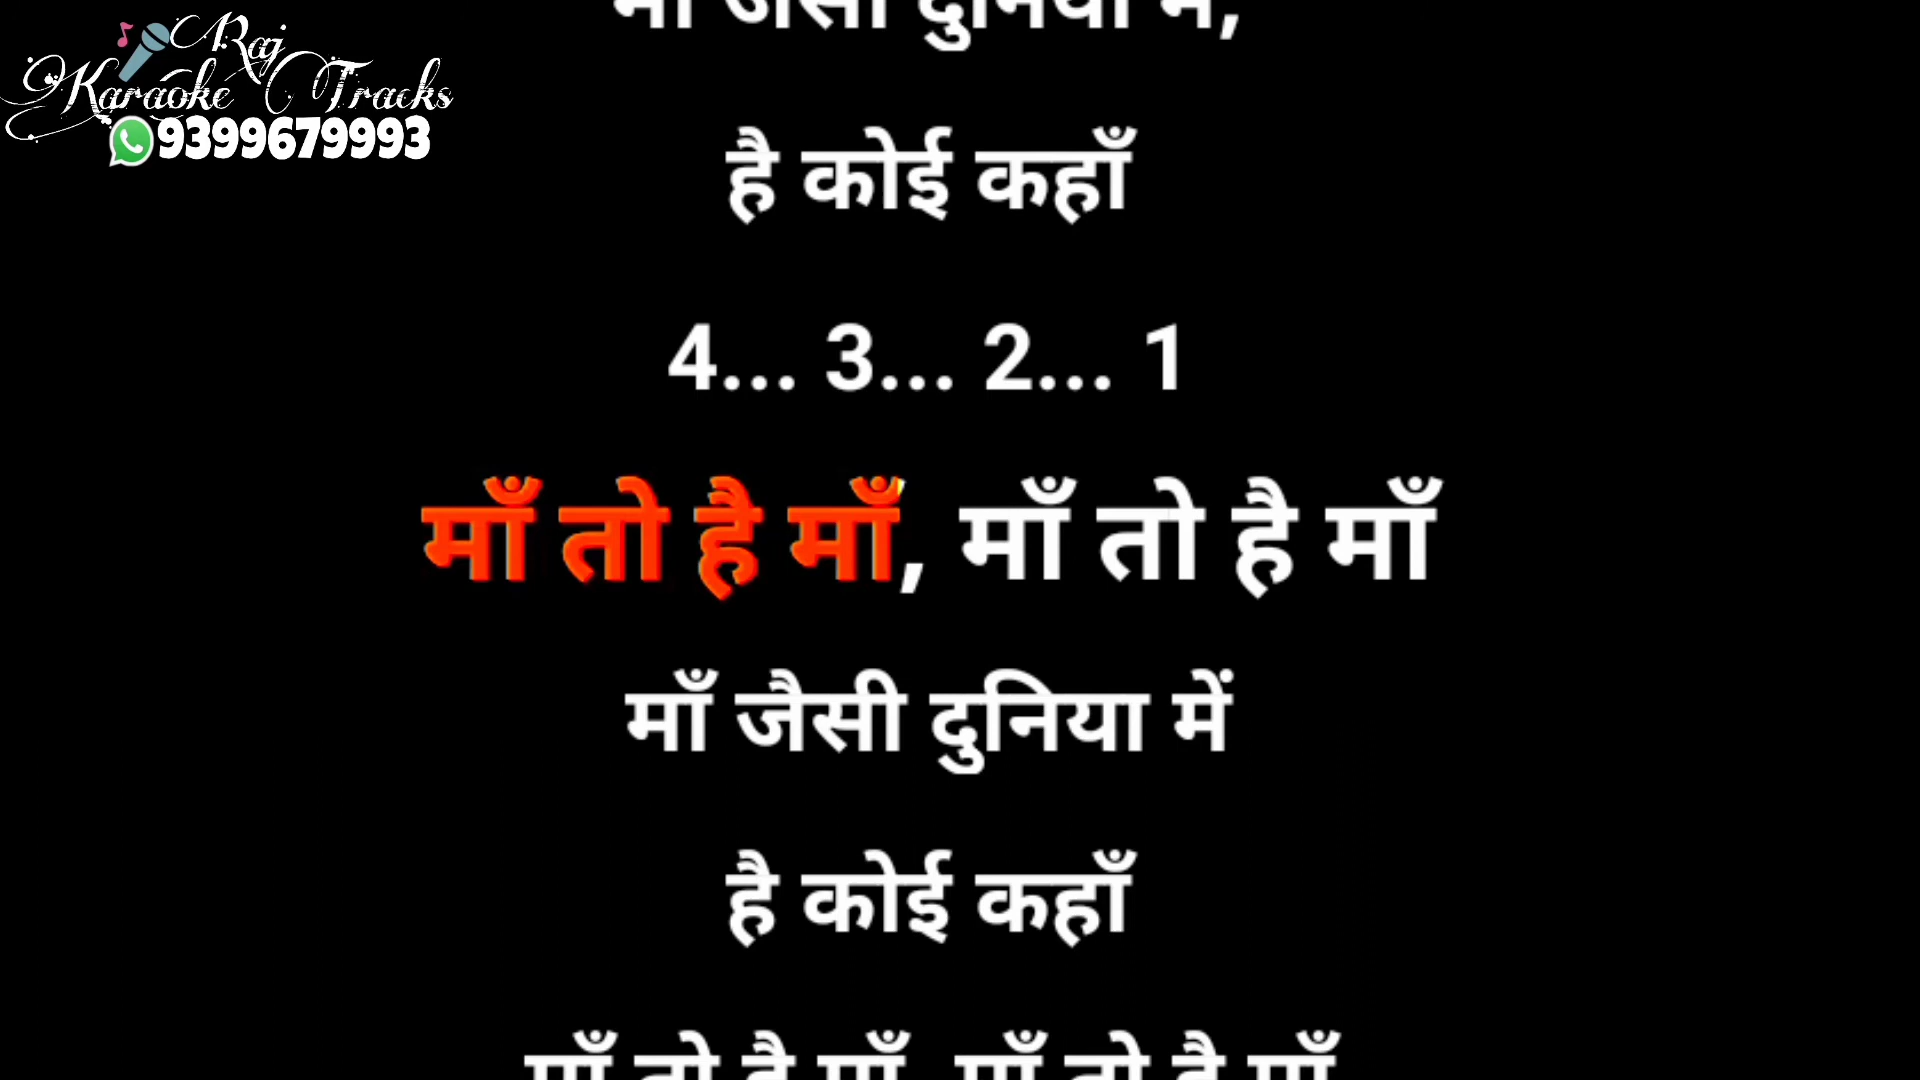 Raj
Karaoke Tracks
9399679993
माँ जैसी दुनिया में,
है कोई कहाँ
4... 3... 2... 1
माँ तो है माँ, माँ तो है माँ
माँ जैसी दुनिया में
है कोई कहाँ
माँ तो है माँ, माँ तो है माँ